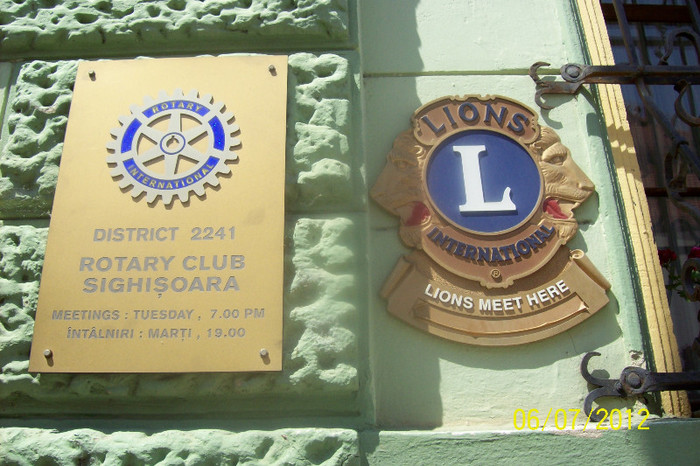 ROTARY
INTERNATIONAL
DISTRICT 2241
ROTARY CLUB
SIGHIȘOARA
MEETINGS : TUESDAY , 7.00 PM
ÎNTÂLNIRI : MARȚI , 19.00
LIONS
L
INTERNATIONAL
®
LIONS MEET HERE
06/07/2012